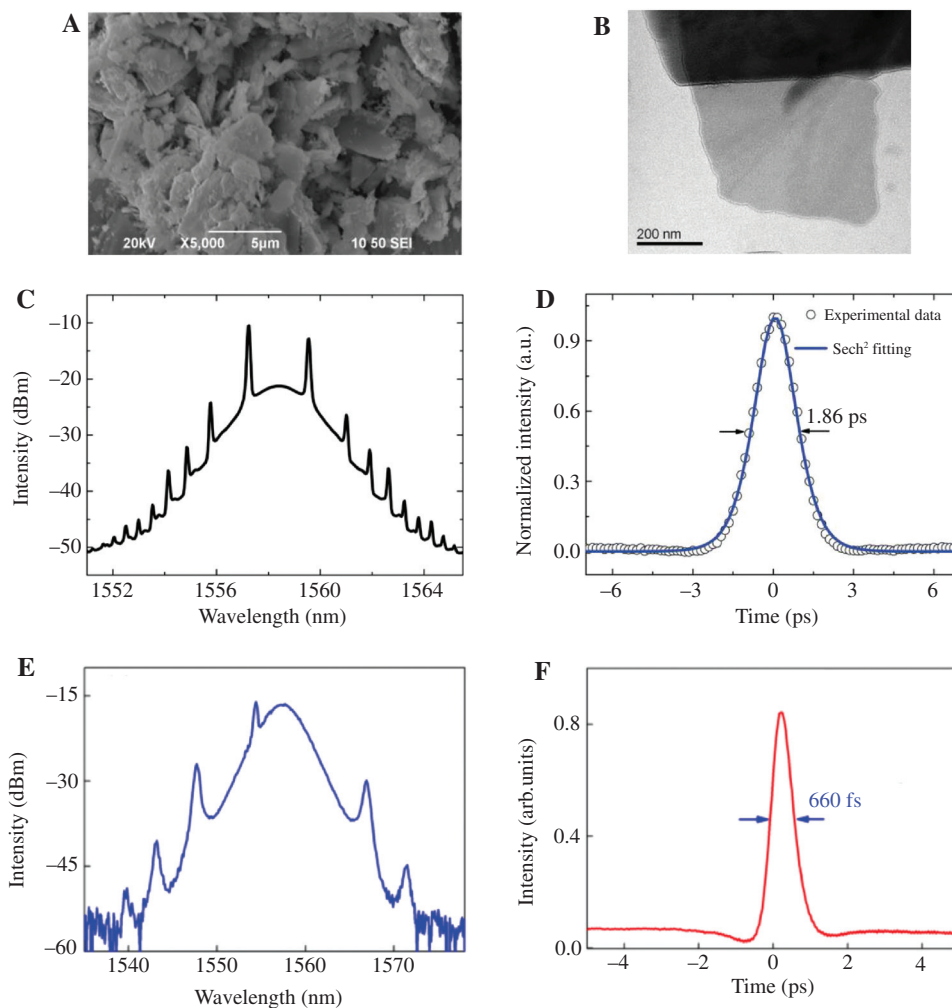 A
20kV X5,000 5μm 10 50 SEI
B
200 nm
C
Intensity (dBm)
−10
−20
−30
−40
−50
1552 1556 1560 1564
Wavelength (nm)
D
Normalized intensity (a.u.)
0.9
0.6
0.3
0.0
Experimental data
Sech² fitting
1.86 ps
−6 −3 0 3 6
Time (ps)
E
Intensity (dBm)
−15
−30
−45
−60
1540 1550 1560 1570
Wavelength (nm)
F
Intensity (arb.units)
0.8
0.4
0.0
660 fs
−4 −2 0 2 4
Time (ps)